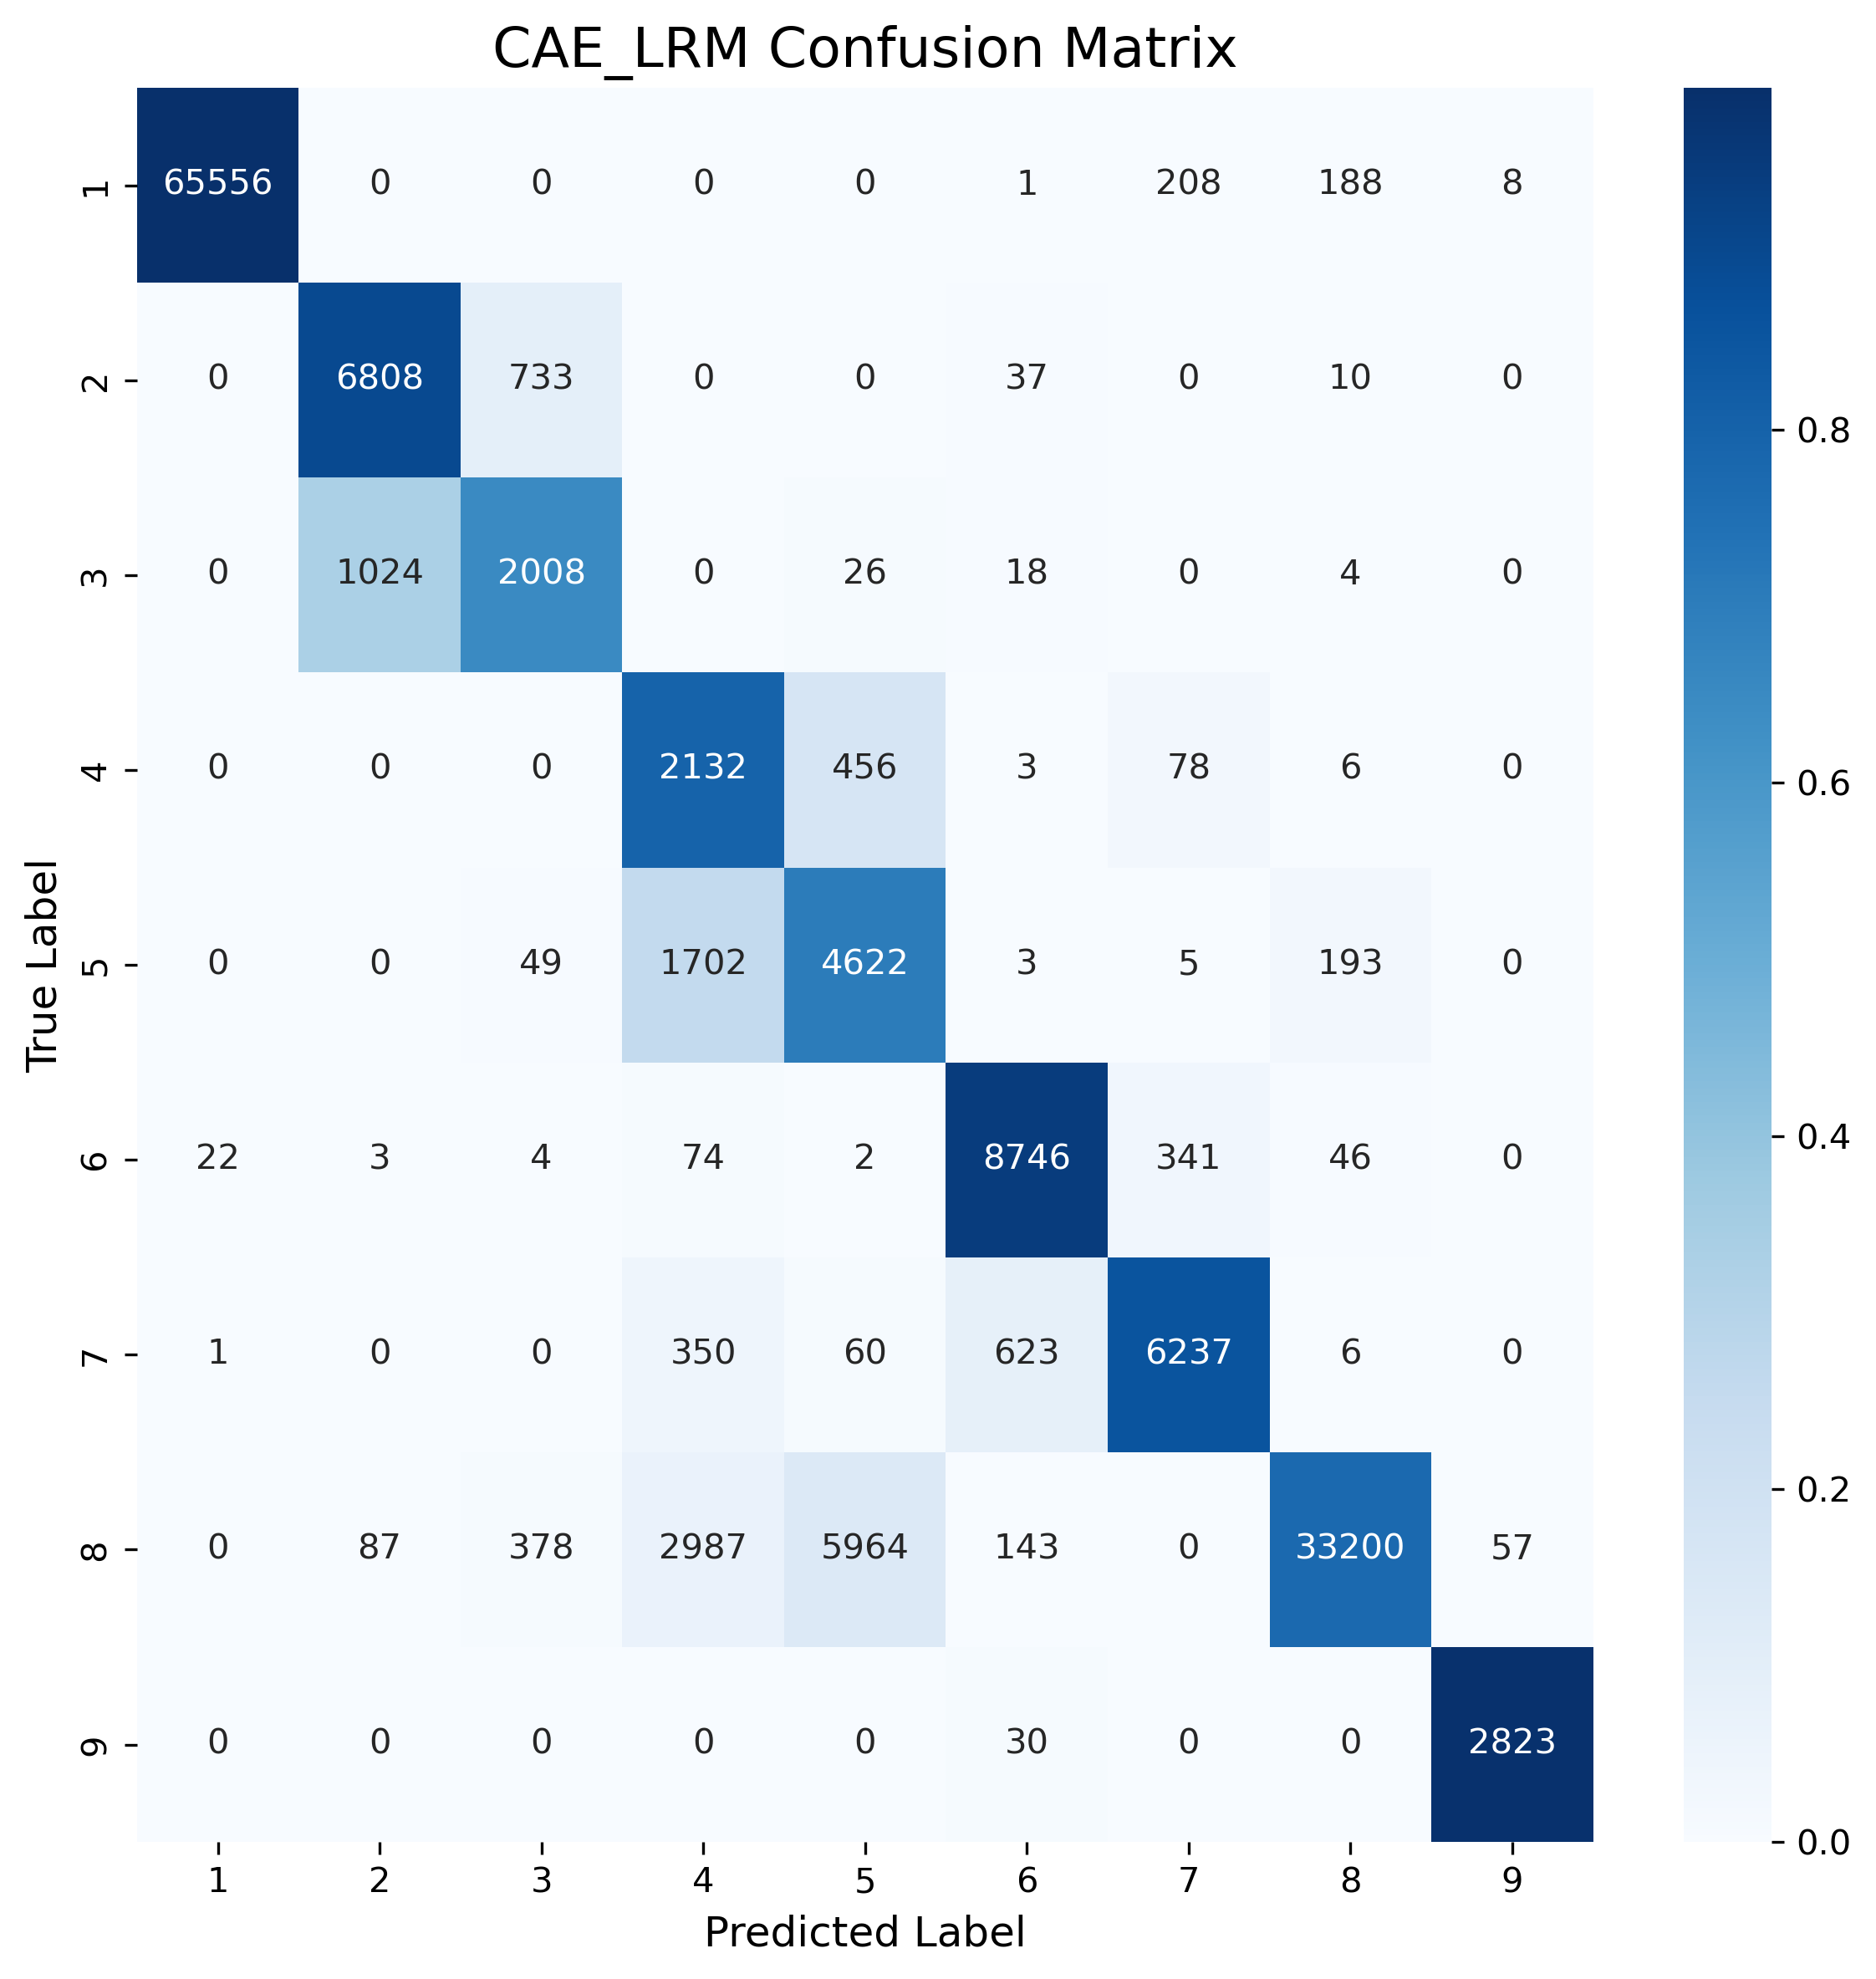 CAE_LRM Confusion Matrix
1 65556 0 0 0 0 1 208 188 8
2 0 6808 733 0 0 37 0 10 0
3 0 1024 2008 0 26 18 0 4 0
4 0 0 0 2132 456 3 78 6 0
5 0 0 49 1702 4622 3 5 193 0
6 22 3 4 74 2 8746 341 46 0
7 1 0 0 350 60 623 6237 6 0
8 0 87 378 2987 5964 143 0 33200 57
9 0 0 0 0 0 30 0 0 2823
1 2 3 4 5 6 7 8 9
Predicted Label
True Label
0.8
0.6
0.4
0.2
0.0